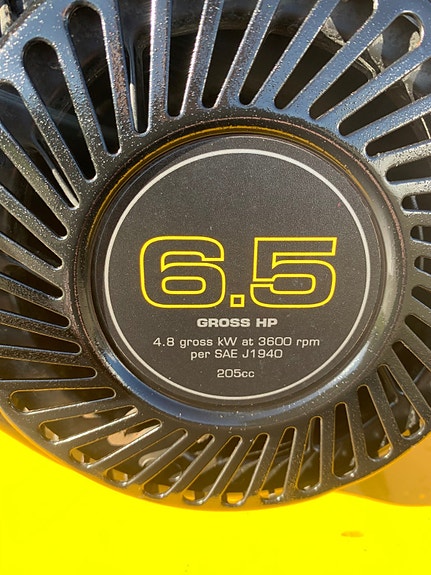 6.5
GROSS HP
4.8 gross kW at 3600 rpm
per SAE J1940
205cc